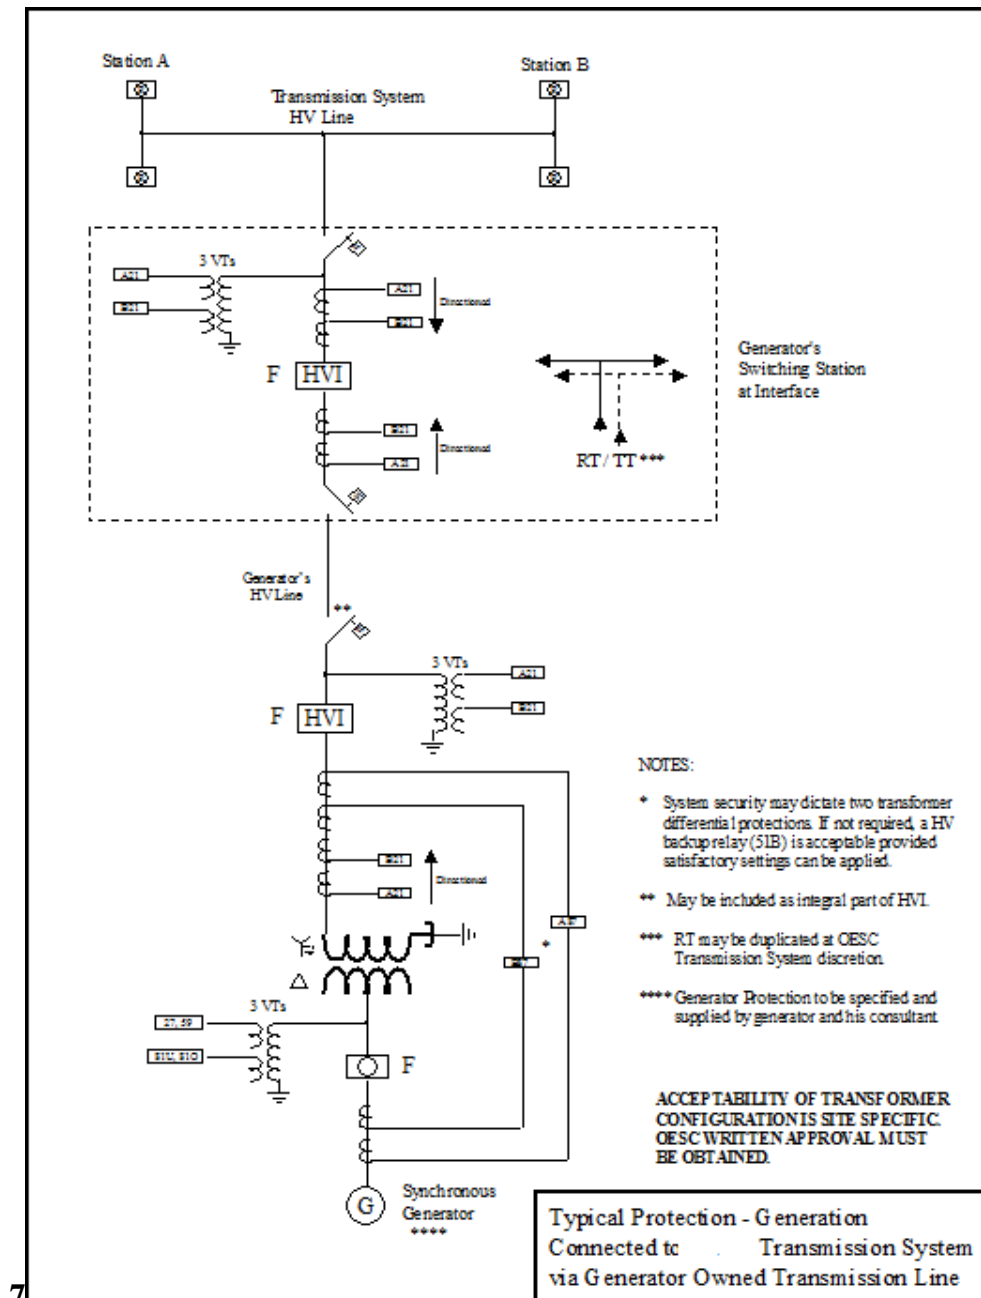 Station A
Station B
Transmission System
HV Line
3 VTs
A21
B21
A21
B21
Directional
F HVI
B21
A21
Directional
RT / TT ***
Generator's
Switching Station
at Interface
Generator's
HV Line
**
3 VTs
A21
B21
F HVI
B21
A21
Directional
A87
B87 *
3 VTs
27, 59
81U, 81O
F
G
Synchronous
Generator
****
NOTES:
* System security may dictate two transformer
differential protections. If not required, a HV
backup relay (51B) is acceptable provided
satisfactory settings can be applied.
** May be included as integral part of HVI.
*** RT may be duplicated at OESC
Transmission System discretion.
**** Generator Protection to be specified and
supplied by generator and his consultant.
ACCEPTABILITY OF TRANSFORMER
CONFIGURATION IS SITE SPECIFIC.
OESC WRITTEN APPROVAL MUST
BE OBTAINED.
Typical Protection - Generation
Connected to Transmission System
via Generator Owned Transmission Line
7